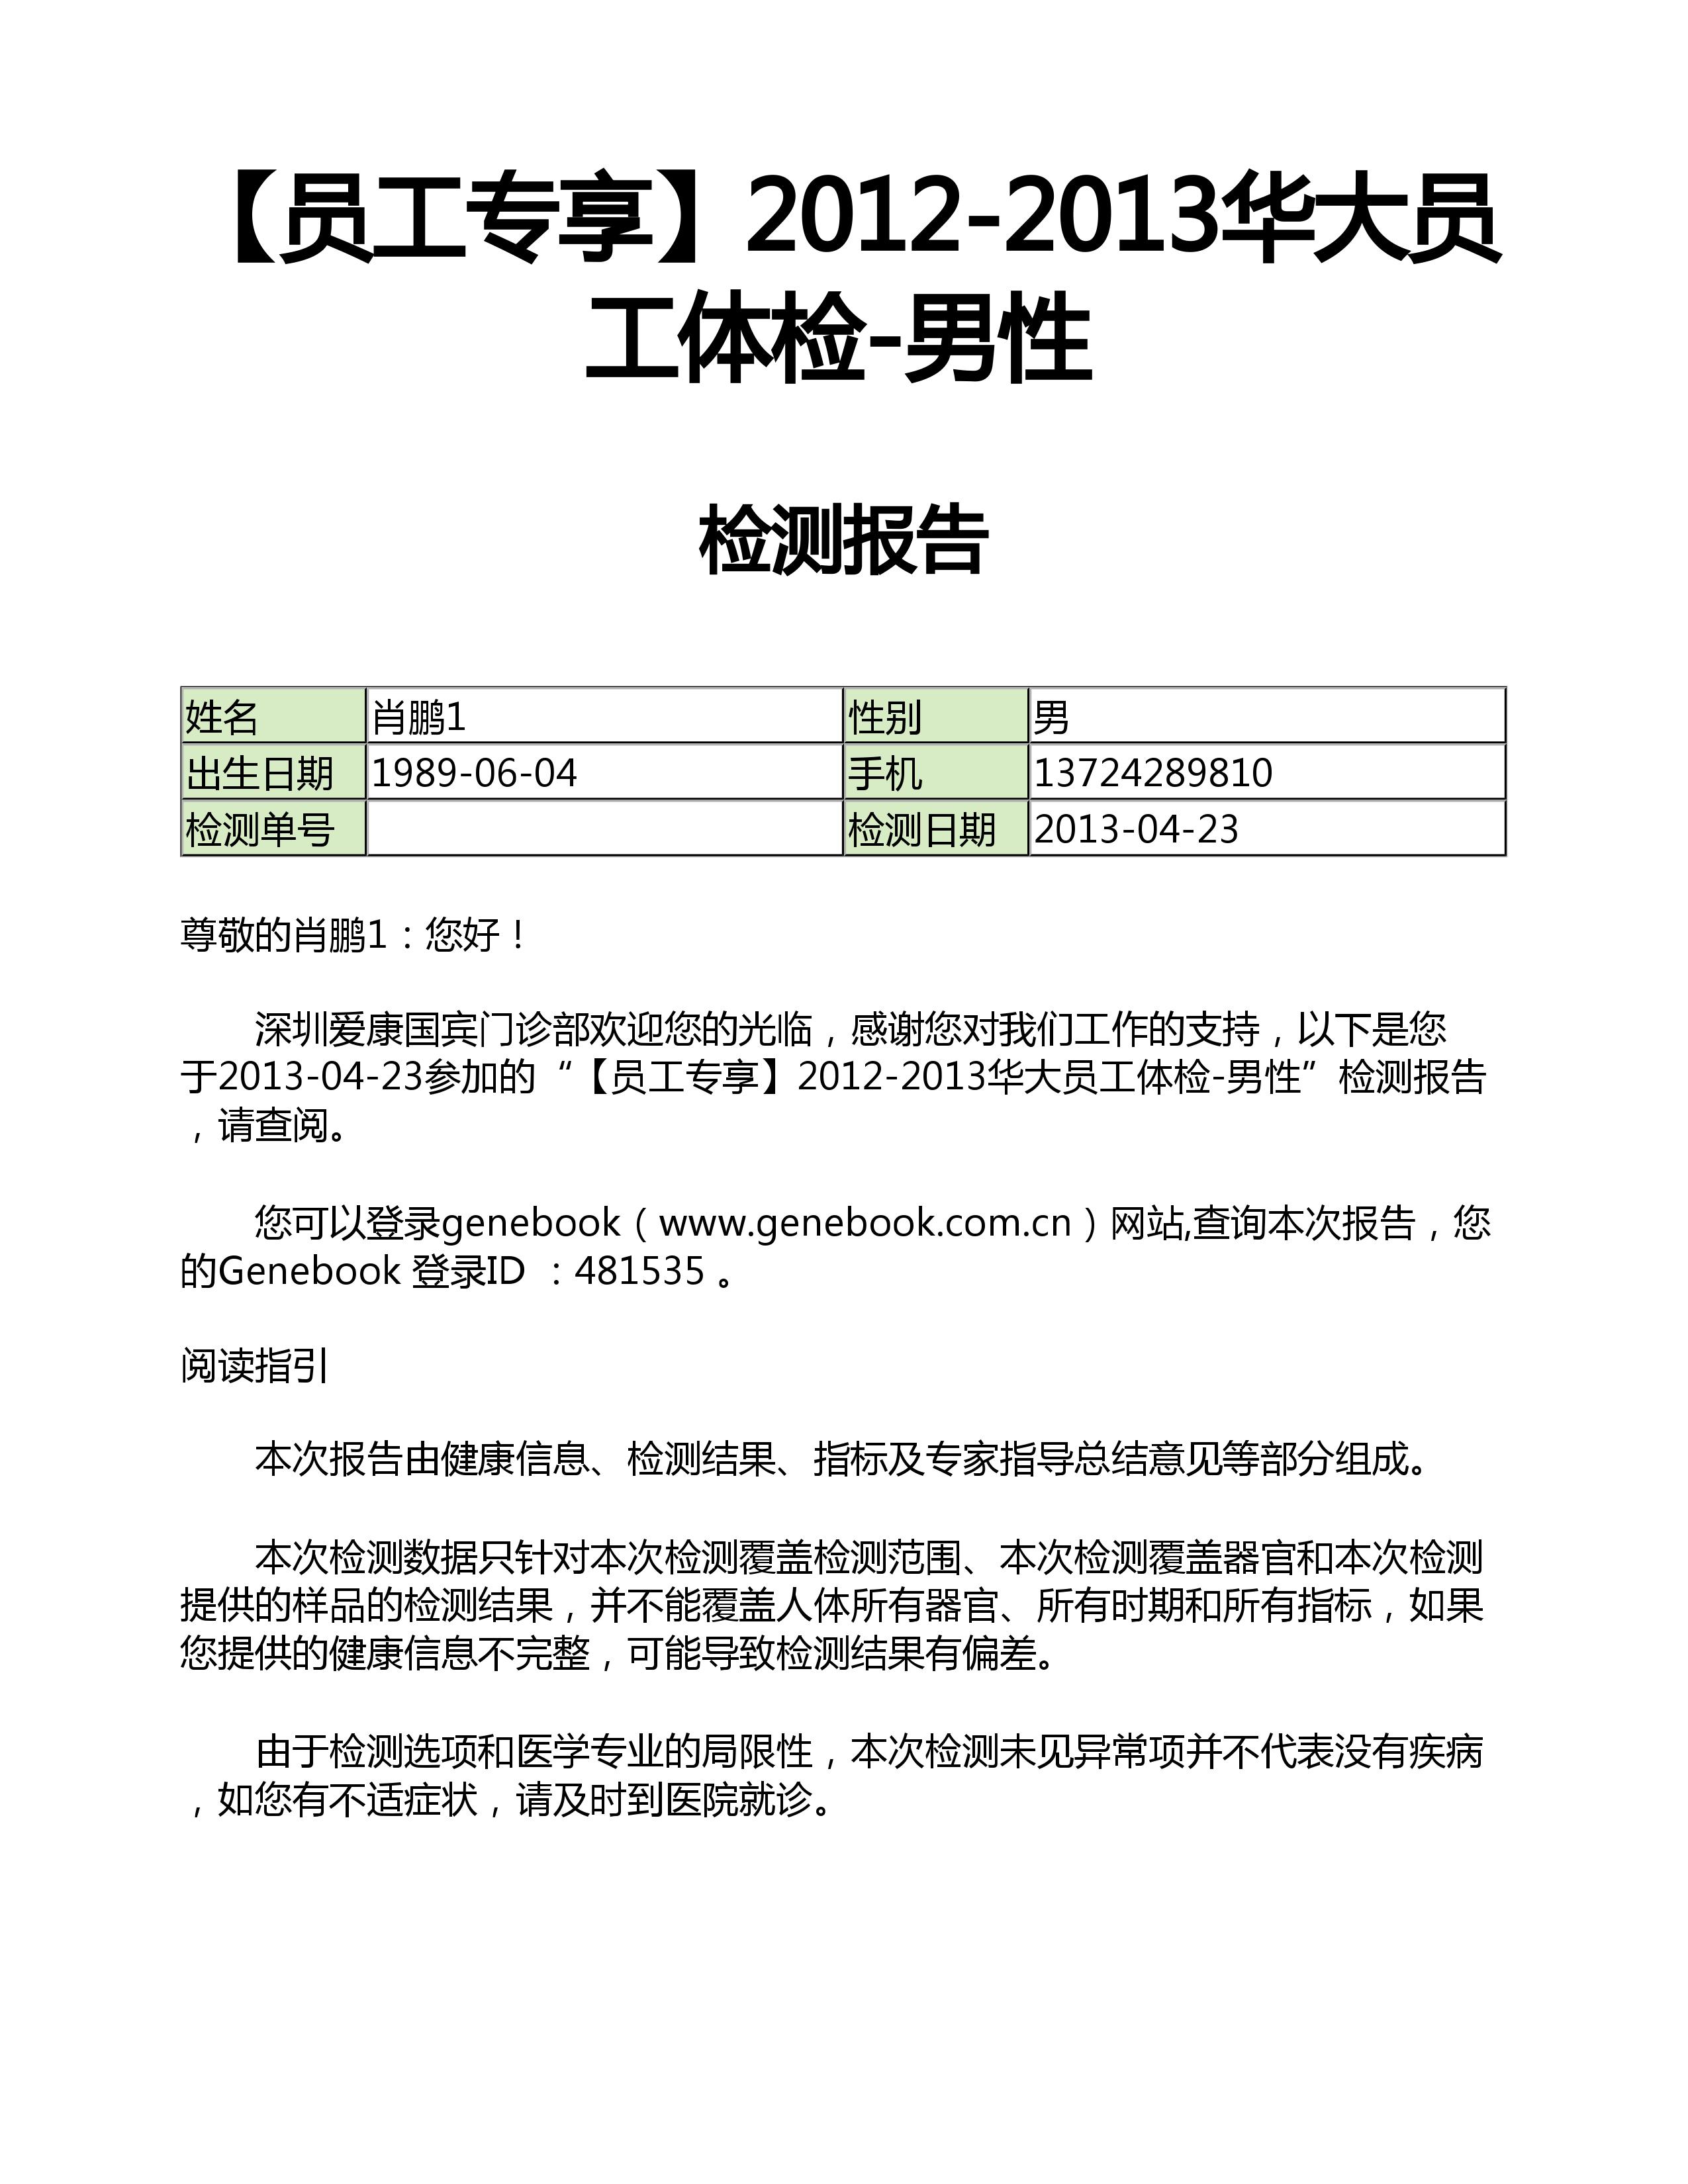 【员工专享】2012-2013华大员
工体检-男性
检测报告
姓名 肖鹏1 性别 男
出生日期 1989-06-04 手机 13724289810
检测单号 检测日期 2013-04-23
尊敬的肖鹏1：您好！
深圳爱康国宾门诊部欢迎您的光临，感谢您对我们工作的支持，以下是您
于2013-04-23参加的“【员工专享】2012-2013华大员工体检-男性”检测报告
，请查阅。
您可以登录genebook（www.genebook.com.cn）网站,查询本次报告，您
的Genebook 登录ID ：481535 。
阅读指引
本次报告由健康信息、检测结果、指标及专家指导总结意见等部分组成。
本次检测数据只针对本次检测覆盖检测范围、本次检测覆盖器官和本次检测
提供的样品的检测结果，并不能覆盖人体所有器官、所有时期和所有指标，如果
您提供的健康信息不完整，可能导致检测结果有偏差。
由于检测选项和医学专业的局限性，本次检测未见异常项并不代表没有疾病
，如您有不适症状，请及时到医院就诊。